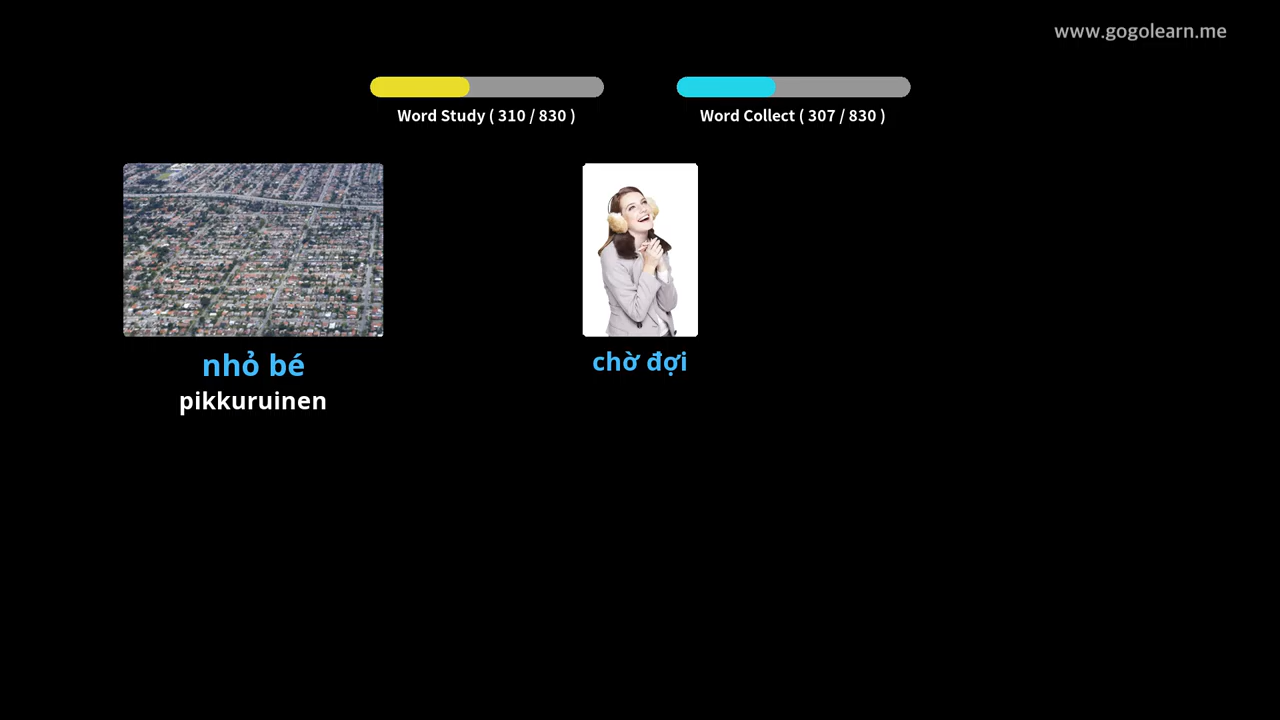 www.gogolearn.me
Word Study ( 310 / 830 )
Word Collect ( 307 / 830 )
nhỏ bé
pikkuruinen
chờ đợi